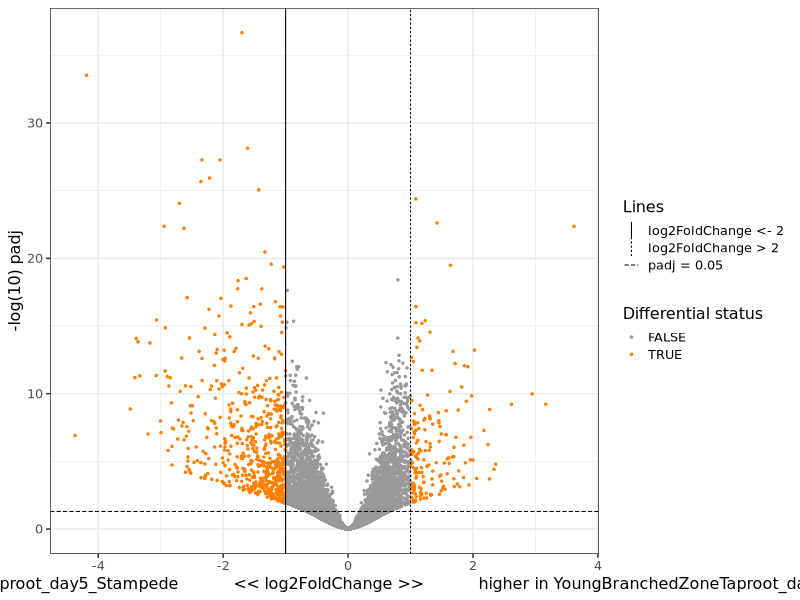 30
20
10
0
-log(10) padj
-4
-2
0
2
4
proot_day5_Stampede << log2FoldChange >> higher in YoungBranchedZoneTaproot_da
Lines
log2FoldChange <- 2
log2FoldChange > 2
padj = 0.05
Differential status
FALSE
TRUE